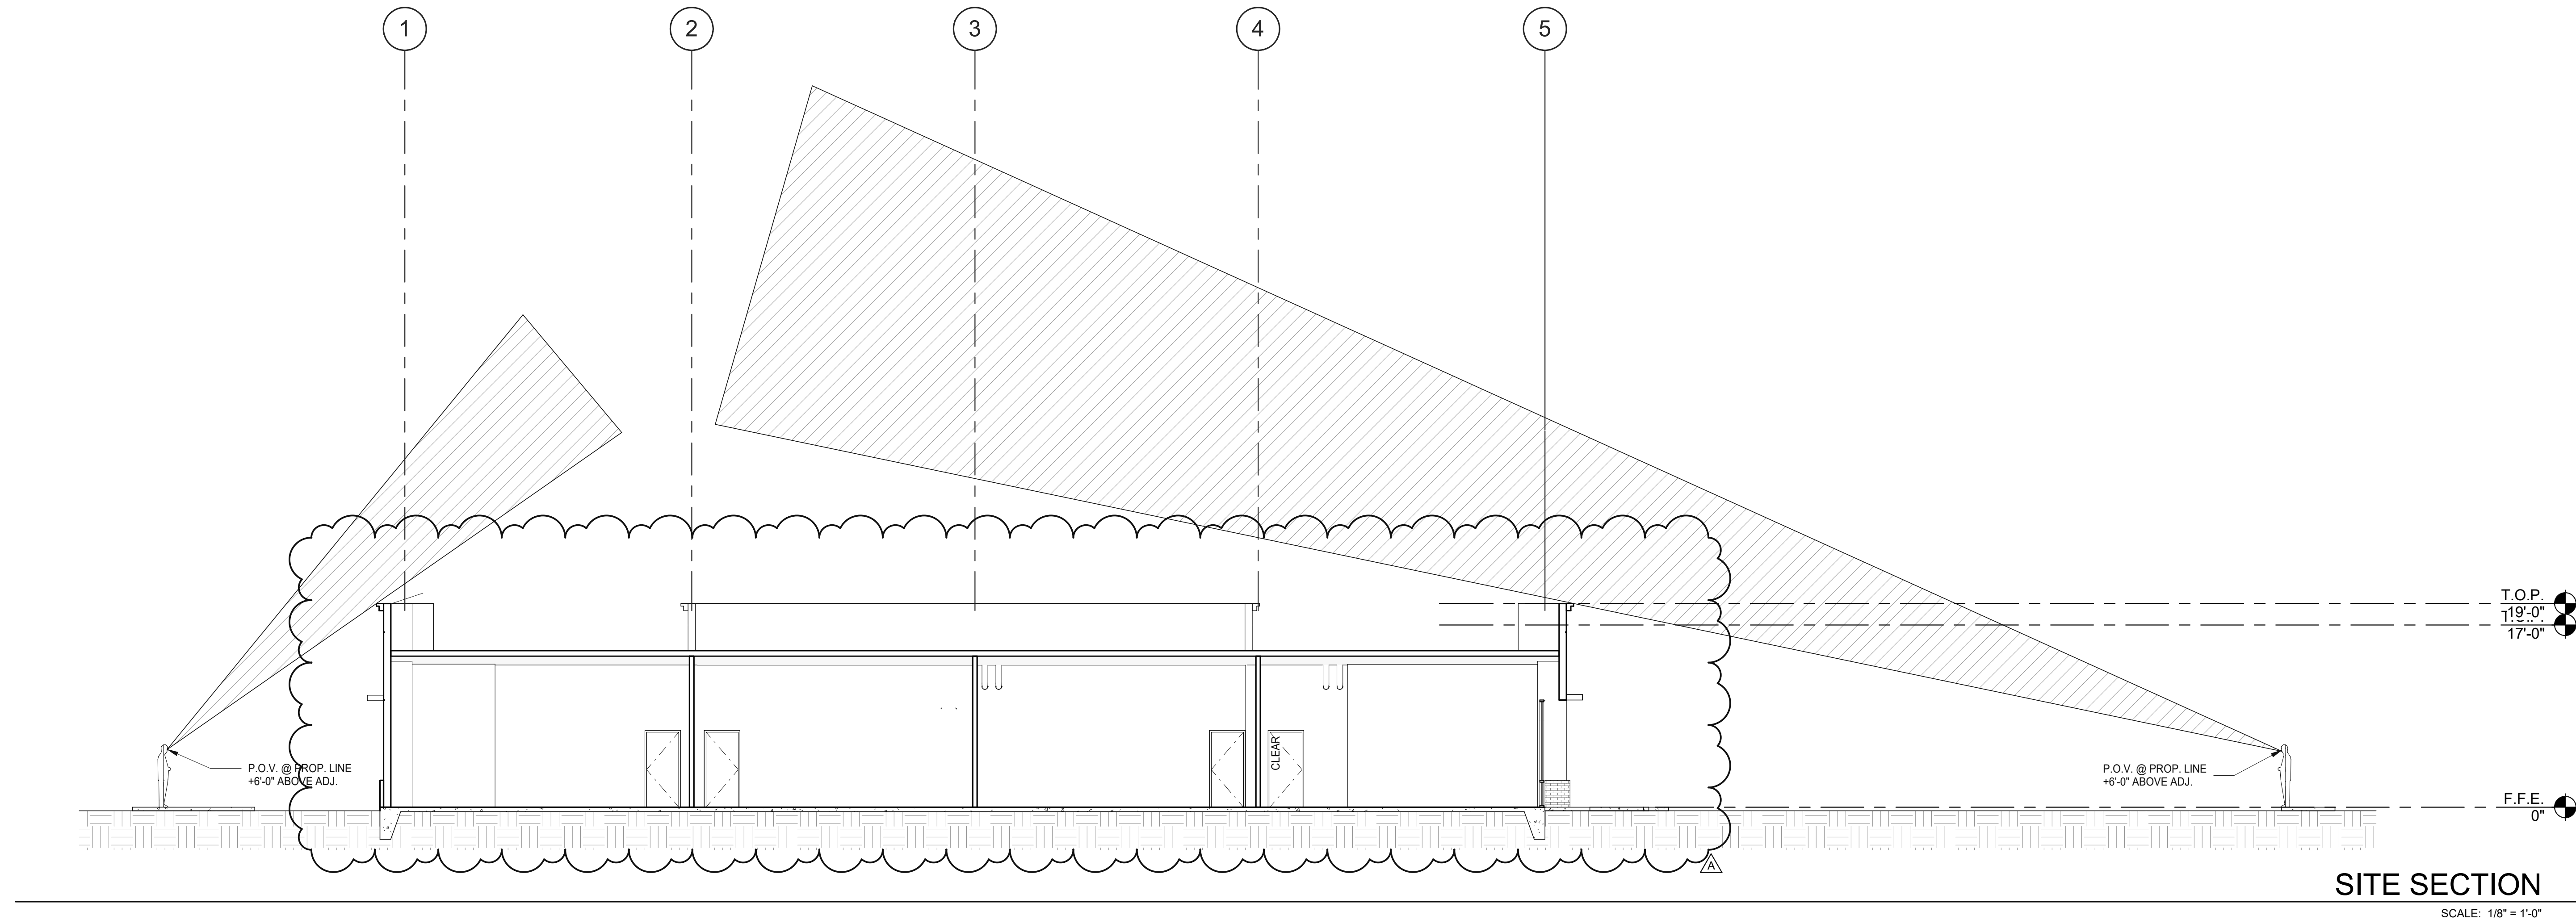 1
2
3
4
5
T.O.P.
19'-0"
17'-0"
CLEAR
P.O.V. @ PROP. LINE
+6'-0" ABOVE ADJ.
P.O.V. @ PROP. LINE
+6'-0" ABOVE ADJ.
F.F.E.
0"
A
SITE SECTION
SCALE: 1/8" = 1'-0"